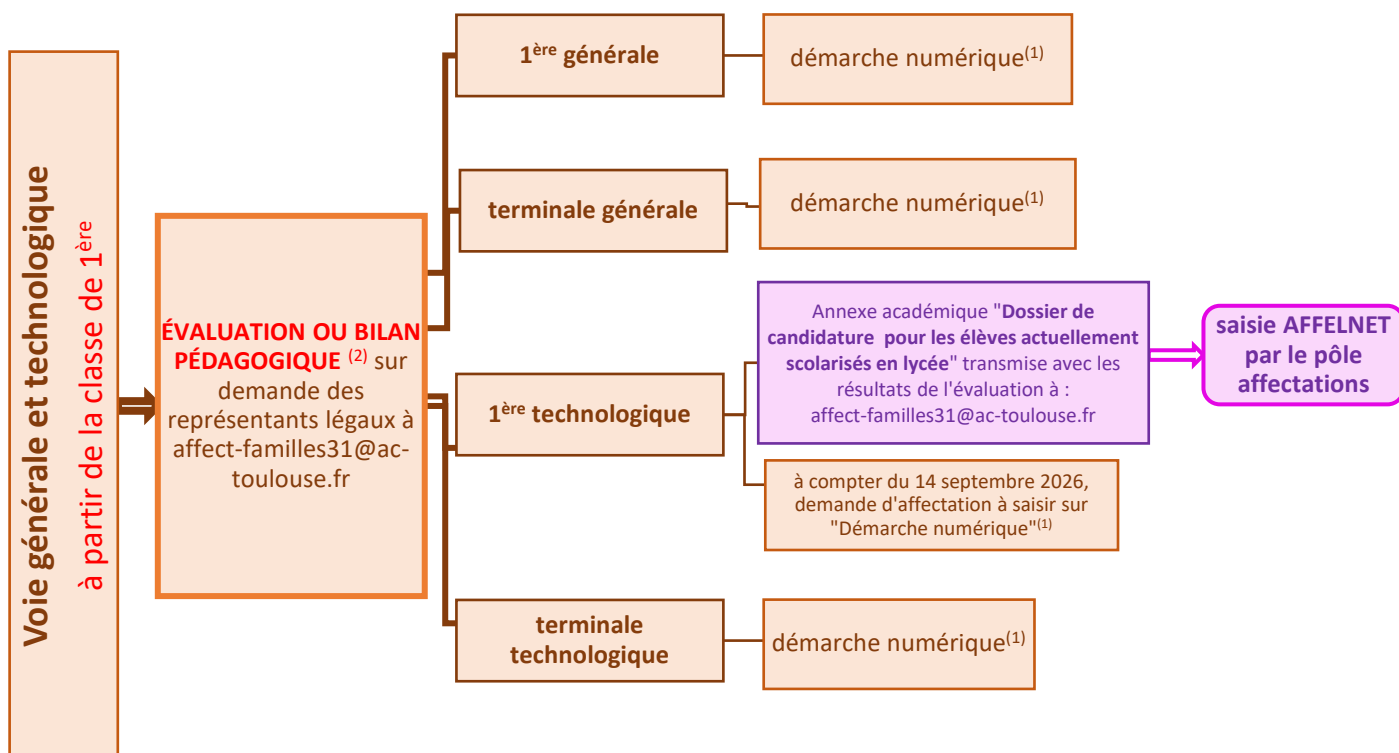 Voie générale et technologique
à partir de la classe de 1ère
ÉVALUATION OU BILAN
PÉDAGOGIQUE (2) sur
demande des
représentants légaux à
affect-familles31@ac-
toulouse.fr
1ère générale
démarche numérique(1)
terminale générale
démarche numérique(1)
1ère technologique
Annexe académique "Dossier de
candidature pour les élèves actuellement
scolarisés en lycée" transmise avec les
résultats de l'évaluation à :
affect-familles31@ac-toulouse.fr
saisie AFFELNET
par le pôle
affectations
à compter du 14 septembre 2026,
demande d'affectation à saisir sur
"Démarche numérique"(1)
terminale
technologique
démarche numérique(1)